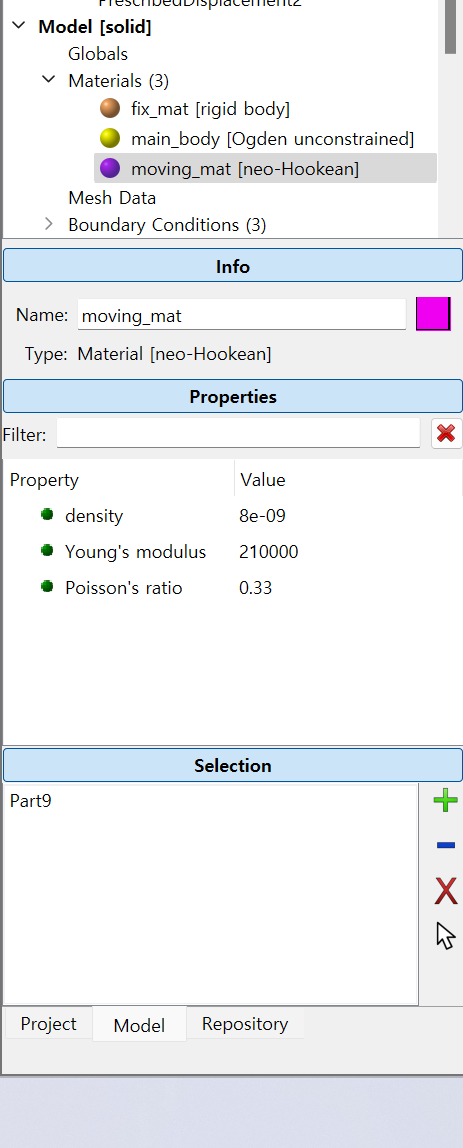 PrescribedDisplacement2
Model [solid]
Globals
Materials (3)
fix_mat [rigid body]
main_body [Ogden unconstrained]
moving_mat [neo-Hookean]
Mesh Data
Boundary Conditions (3)
Info
Name: moving_mat
Type: Material [neo-Hookean]
Properties
Filter:
Property Value
density 8e-09
Young's modulus 210000
Poisson's ratio 0.33
Selection
Part9
Project Model Repository